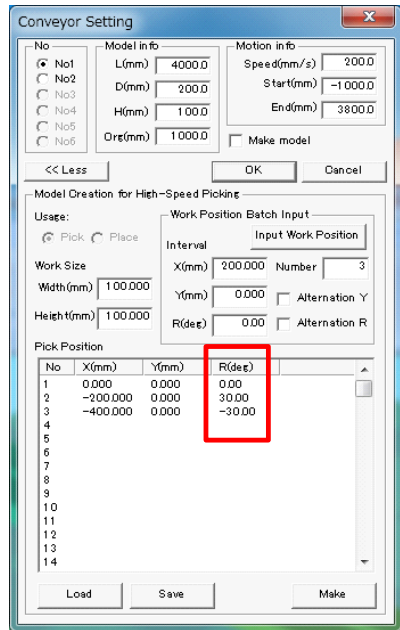 Conveyor Setting
x
No
No1
No2
No3
No4
No5
No6
Model info
L(mm) 4000.0
D(mm) 200.0
H(mm) 100.0
Org(mm) 1000.0
Motion info
Speed(mm/s) 200.0
Start(mm) -1000.0
End(mm) 3800.0
Make model
<< Less
OK
Cancel
Model Creation for High-Speed Picking
Usage:
Pick Place
Work Size
Width(mm) 100.000
Height(mm) 100.000
Work Position Batch Input
Interval
Input Work Position
X(mm) 200.000 Number 3
Y(mm) 0.000 Alternation Y
R(deg) 0.00 Alternation R
Pick Position
No X(mm) Y(mm) R(deg)
1 0.000 0.000 0.00
2 -200.000 0.000 30.00
3 -400.000 0.000 -30.00
4
5
6
7
8
9
10
11
12
13
14
Load
Save
Make